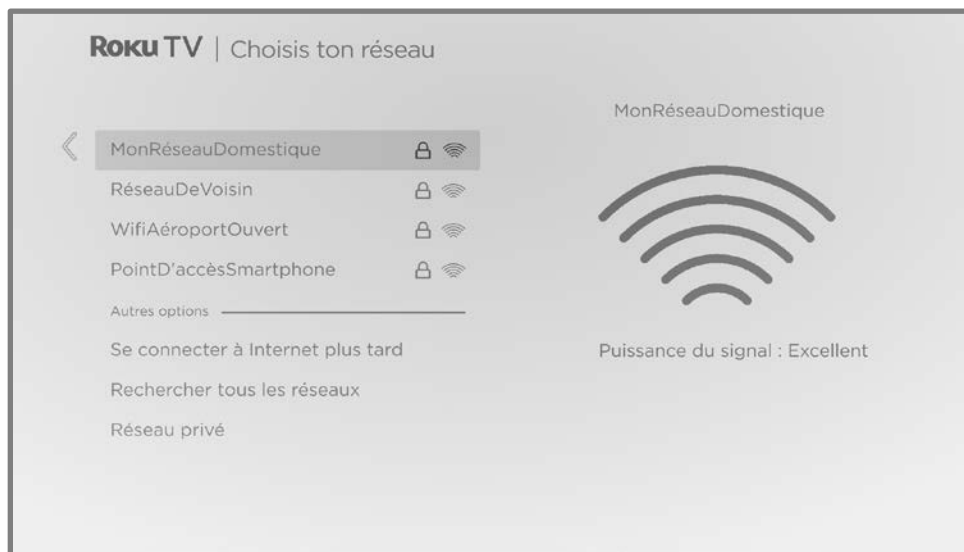 Roku TV | Choisis ton réseau
MonRéseauDomestique
RéseauDeVoisin
WifiAéroportOuvert
PointD'accèsSmartphone
Autres options
Se connecter à Internet plus tard
Rechercher tous les réseaux
Réseau privé
MonRéseauDomestique
Puissance du signal : Excellent